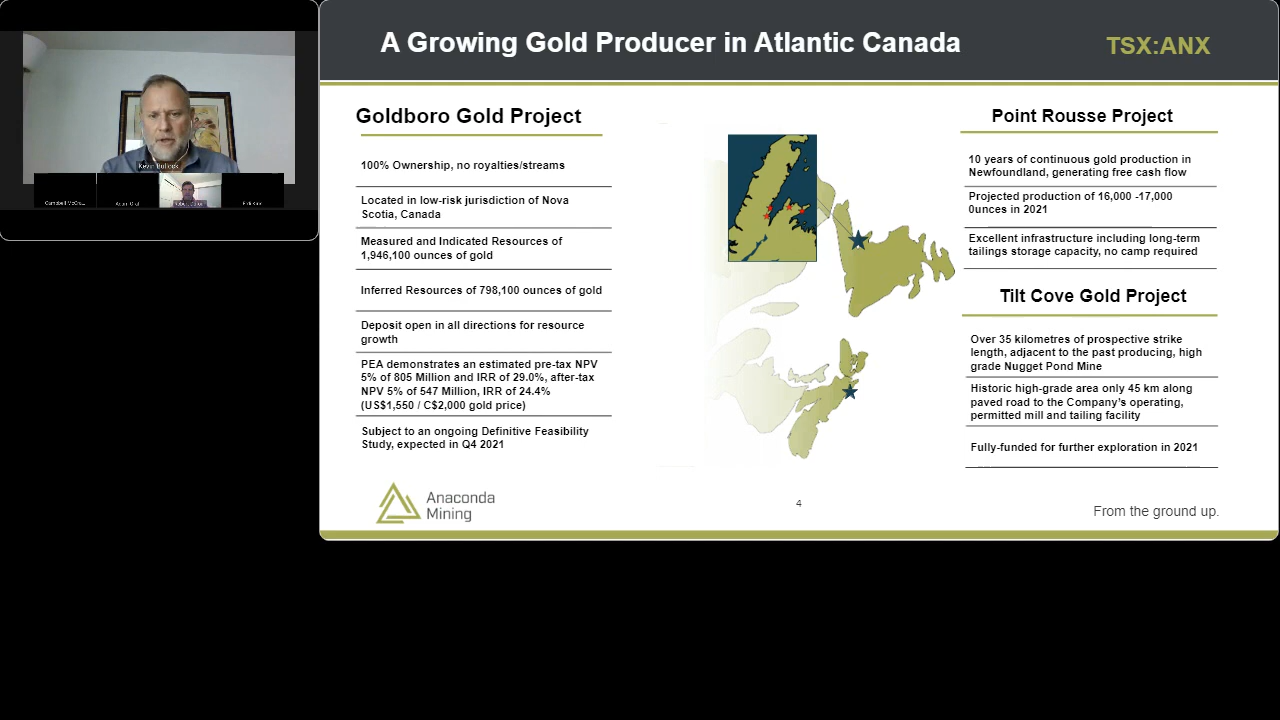 A Growing Gold Producer in Atlantic Canada
TSX:ANX
Kevin Bullock
Goldboro Gold Project
100% Ownership, no royalties/streams
Located in low-risk jurisdiction of Nova
Scotia, Canada
Measured and Indicated Resources of
1,946,100 ounces of gold
Inferred Resources of 798,100 ounces of gold
Deposit open in all directions for resource
growth
PEA demonstrates an estimated pre-tax NPV
5% of 805 Million and IRR of 29.0%, after-tax
NPV 5% of 547 Million, IRR of 24.4%
(US$1,550 / C$2,000 gold price)
Subject to an ongoing Definitive Feasibility
Study, expected in Q4 2021
Point Rousse Project
10 years of continuous gold production in
Newfoundland, generating free cash flow
Projected production of 16,000 -17,000
0unces in 2021
Excellent infrastructure including long-term
tailings storage capacity, no camp required
Tilt Cove Gold Project
Over 35 kilometres of prospective strike
length, adjacent to the past producing, high
grade Nugget Pond Mine
Historic high-grade area only 45 km along
paved road to the Company's operating,
permitted mill and tailing facility
Fully-funded for further exploration in 2021
Anaconda
Mining
4
From the ground up.